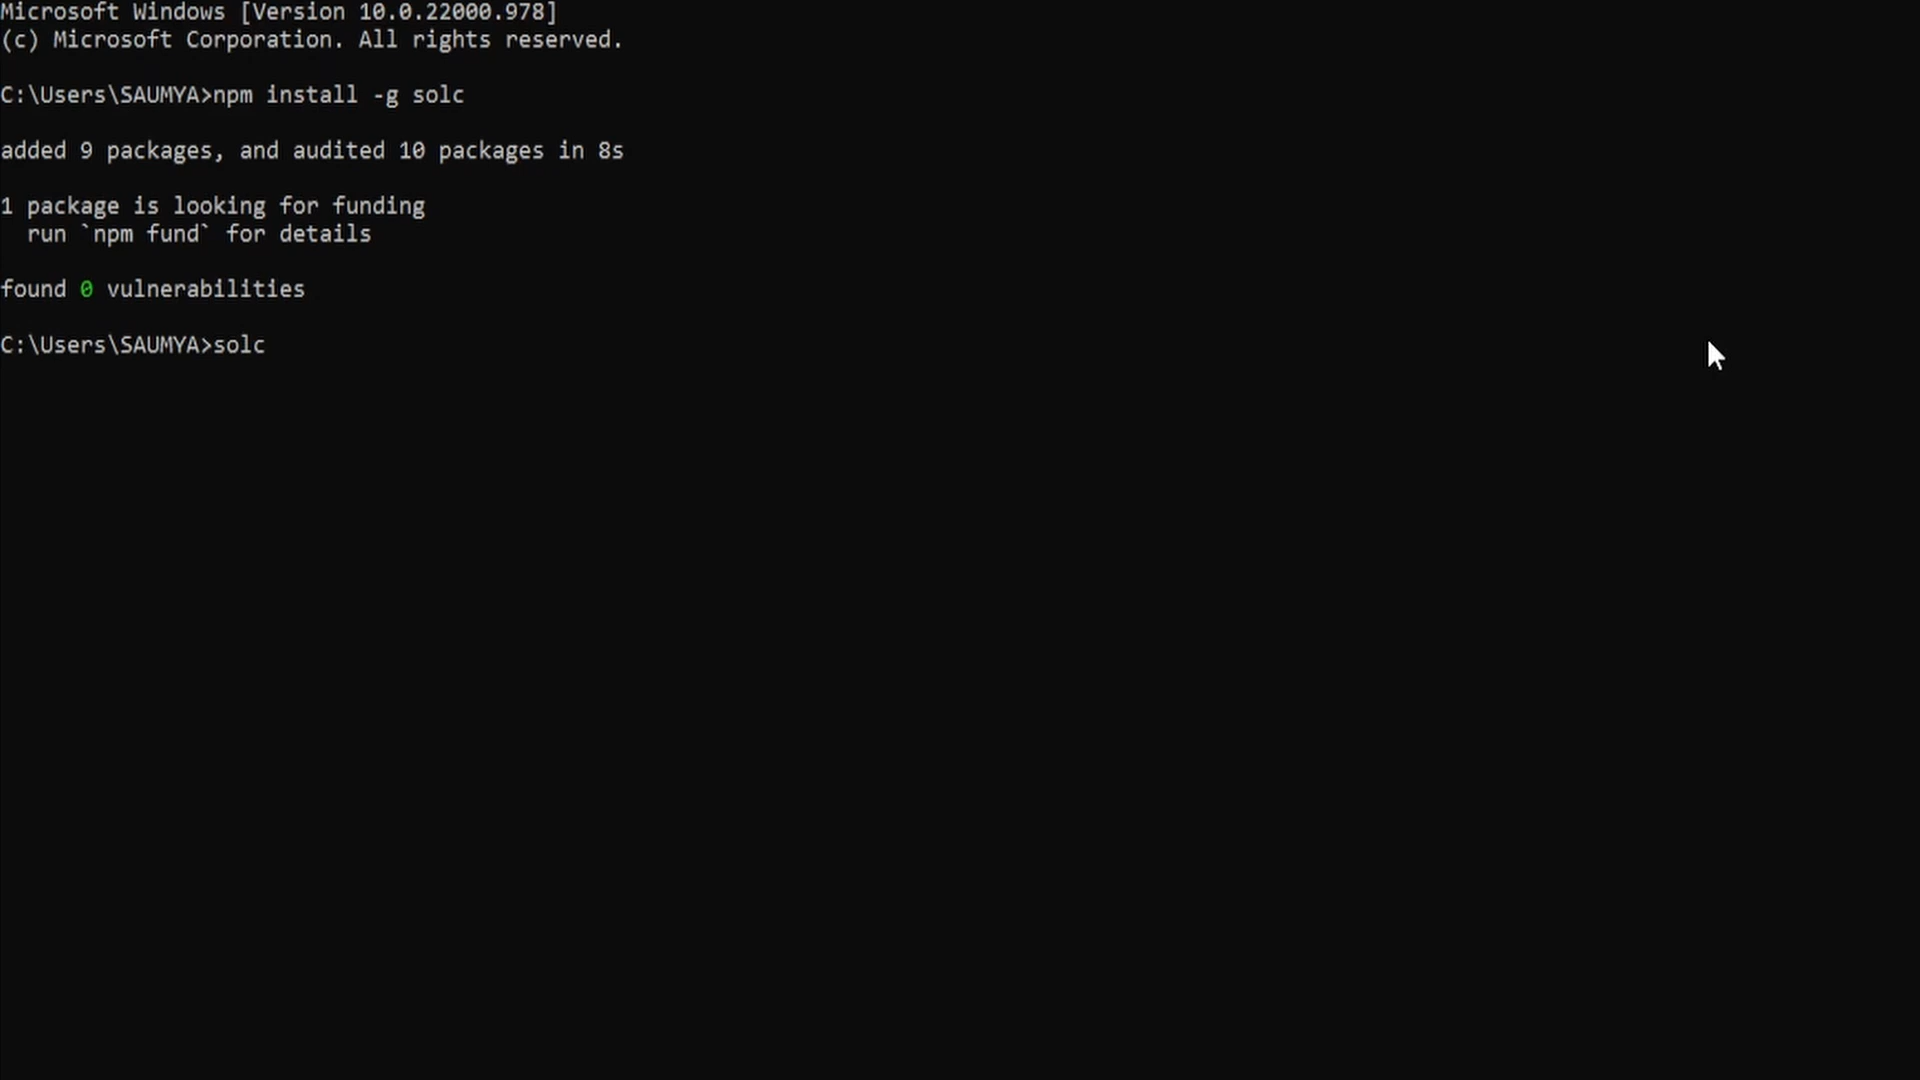 Microsoft Windows [Version 10.0.22000.978]
(c) Microsoft Corporation. All rights reserved.
C:\Users\SAUMYA>npm install -g solc
added 9 packages, and audited 10 packages in 8s
1 package is looking for funding
  run `npm fund` for details
found 0 vulnerabilities
C:\Users\SAUMYA>solc